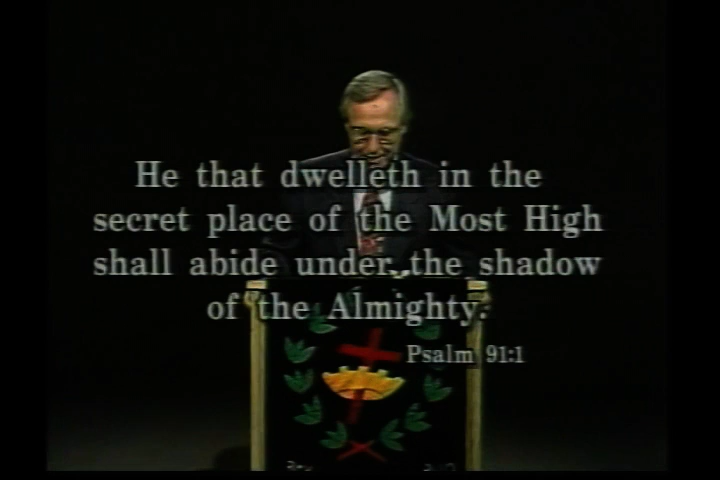 He that dwelleth in the
secret place of the Most High
shall abide under the shadow
of the Almighty.
Psalm 91:1